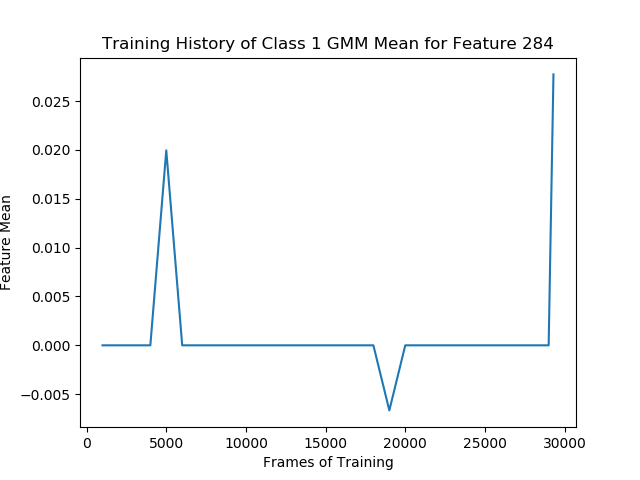 Training History of Class 1 GMM Mean for Feature 284
0.025
0.020
0.015
0.010
0.005
0.000
−0.005
Feature Mean
0 5000 10000 15000 20000 25000 30000
Frames of Training